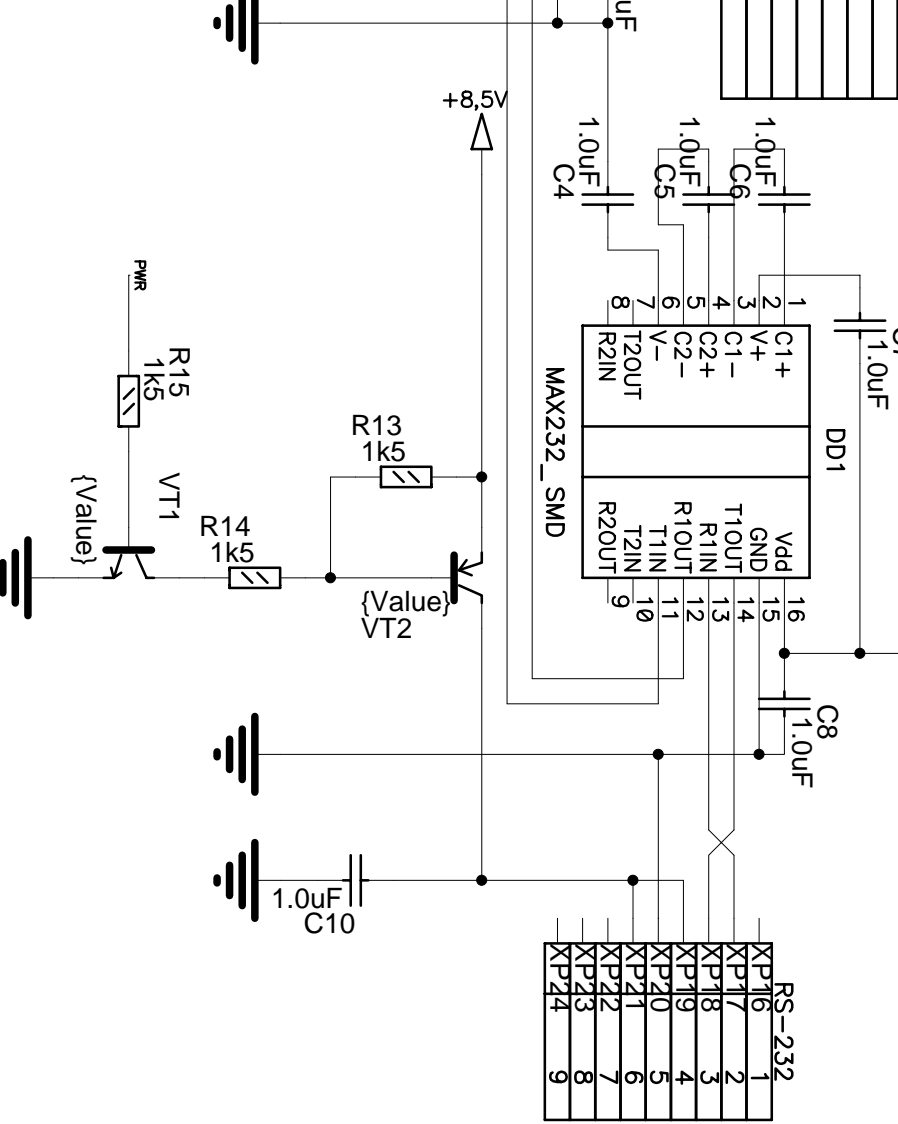 uF
+8,5V
1.0uF
C4
1.0uF
C5
1.0uF
C6
1.0uF
PWR
R15
1k5
R13
1k5
R14
1k5
VT1
{Value}
{Value}
VT2
MAX232_SMD
DD1
1
2
3
4
5
6
7
8
C1+
V+
C1-
C2+
C2-
V-
T2OUT
R2IN
Vdd
GND
T1OUT
R1IN
R1OUT
T1IN
T2IN
R2OUT
16
15
14
13
12
11
10
9
C8
1.0uF
1.0uF
C10
RS-232
XP16 1
XP17 2
XP18 3
XP19 4
XP20 5
XP21 6
XP22 7
XP23 8
XP24 9